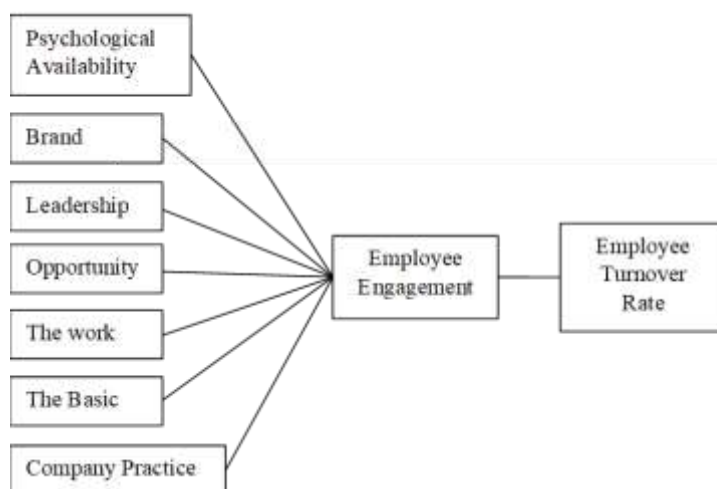 Psychological
Availability
Brand
Leadership
Opportunity
The work
The Basic
Company Practice
Employee
Engagement
Employee
Turnover
Rate